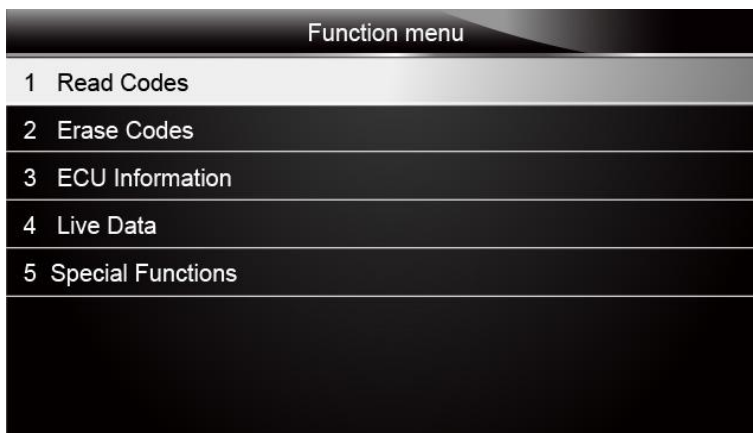 Function menu
1 Read Codes
2 Erase Codes
3 ECU Information
4 Live Data
5 Special Functions